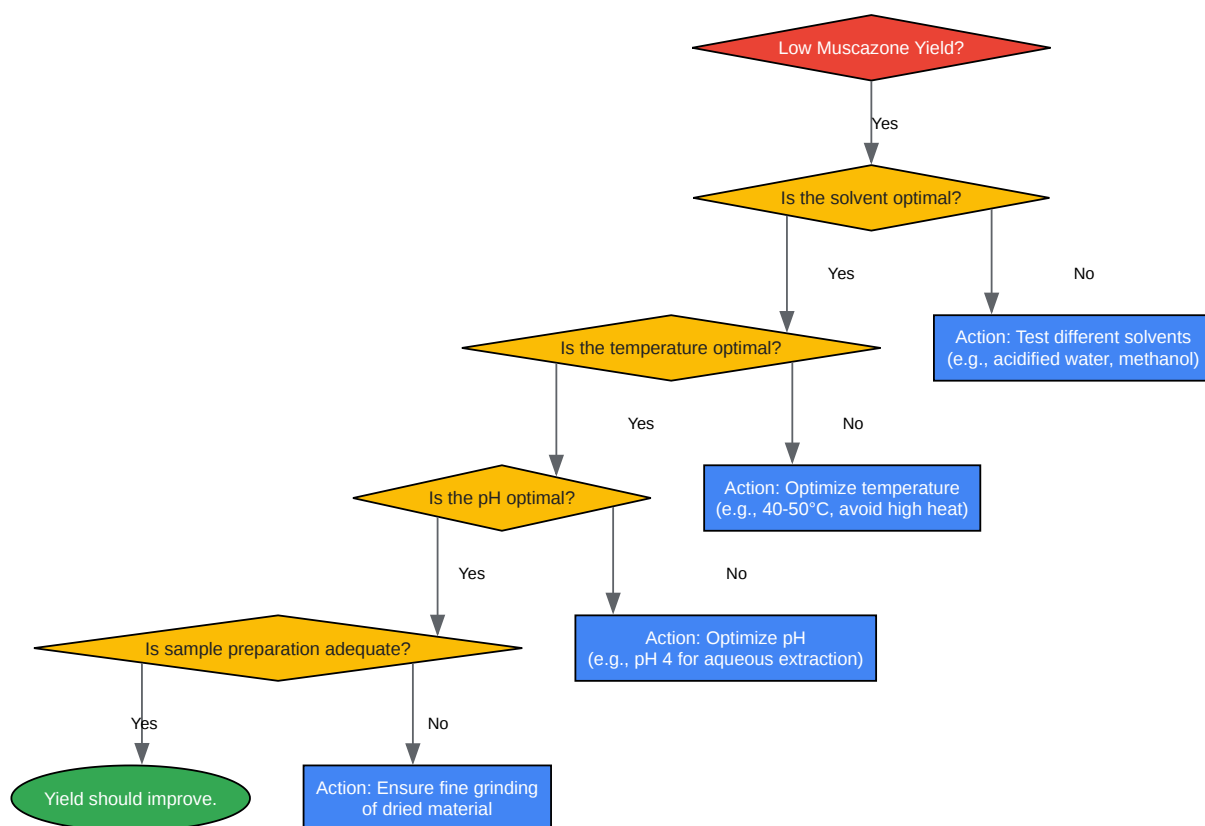 Low Muscazone Yield?
Yes
Is the solvent optimal?
Yes
No
Action: Test different solvents
(e.g., acidified water, methanol)
Is the temperature optimal?
Yes
No
Action: Optimize temperature
(e.g., 40-50°C, avoid high heat)
Is the pH optimal?
Yes
No
Action: Optimize pH
(e.g., pH 4 for aqueous extraction)
Is sample preparation adequate?
Yes
No
Yield should improve.
Action: Ensure fine grinding
of dried material